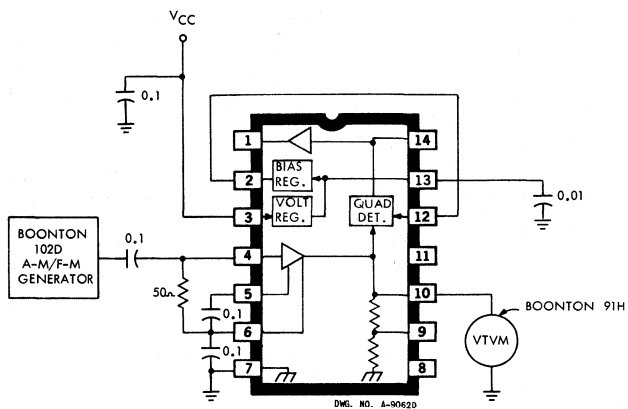 VCC
0.1
1
14
BIAS
REG.
2
13
VOLT
REG.
QUAD
DET.
3
12
0.01
BOONTON
102D
A-M/F-M
GENERATOR
0.1
4
11
50Ω
5
10
BOONTON 91H
0.1
6
9
VTVM
0.1
7
8
DWG. NO. A-9062D